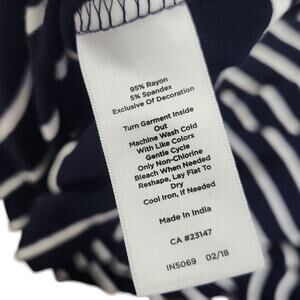 95% Rayon
5% Spandex
Exclusive Of Decoration
Turn Garment Inside
Out
Machine Wash Cold
With Like Colors
Gentle Cycle
Only Non-Chlorine
Bleach When Needed
Reshape, Lay Flat To
Dry
Cool Iron, If Needed
Made in India
CA #23147
IN5069 02/18